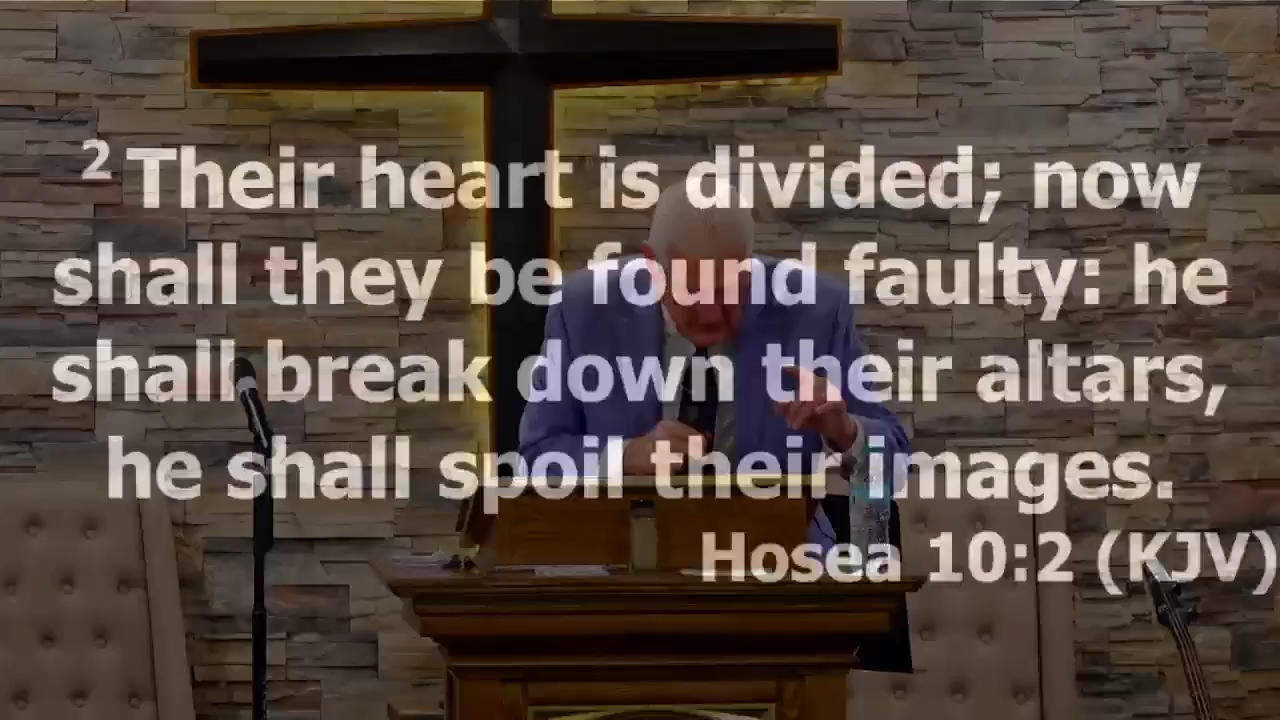 2 Their heart is divided; now
shall they be found faulty: he
shall break down their altars,
he shall spoil their images.
Hosea 10:2 (KJV)